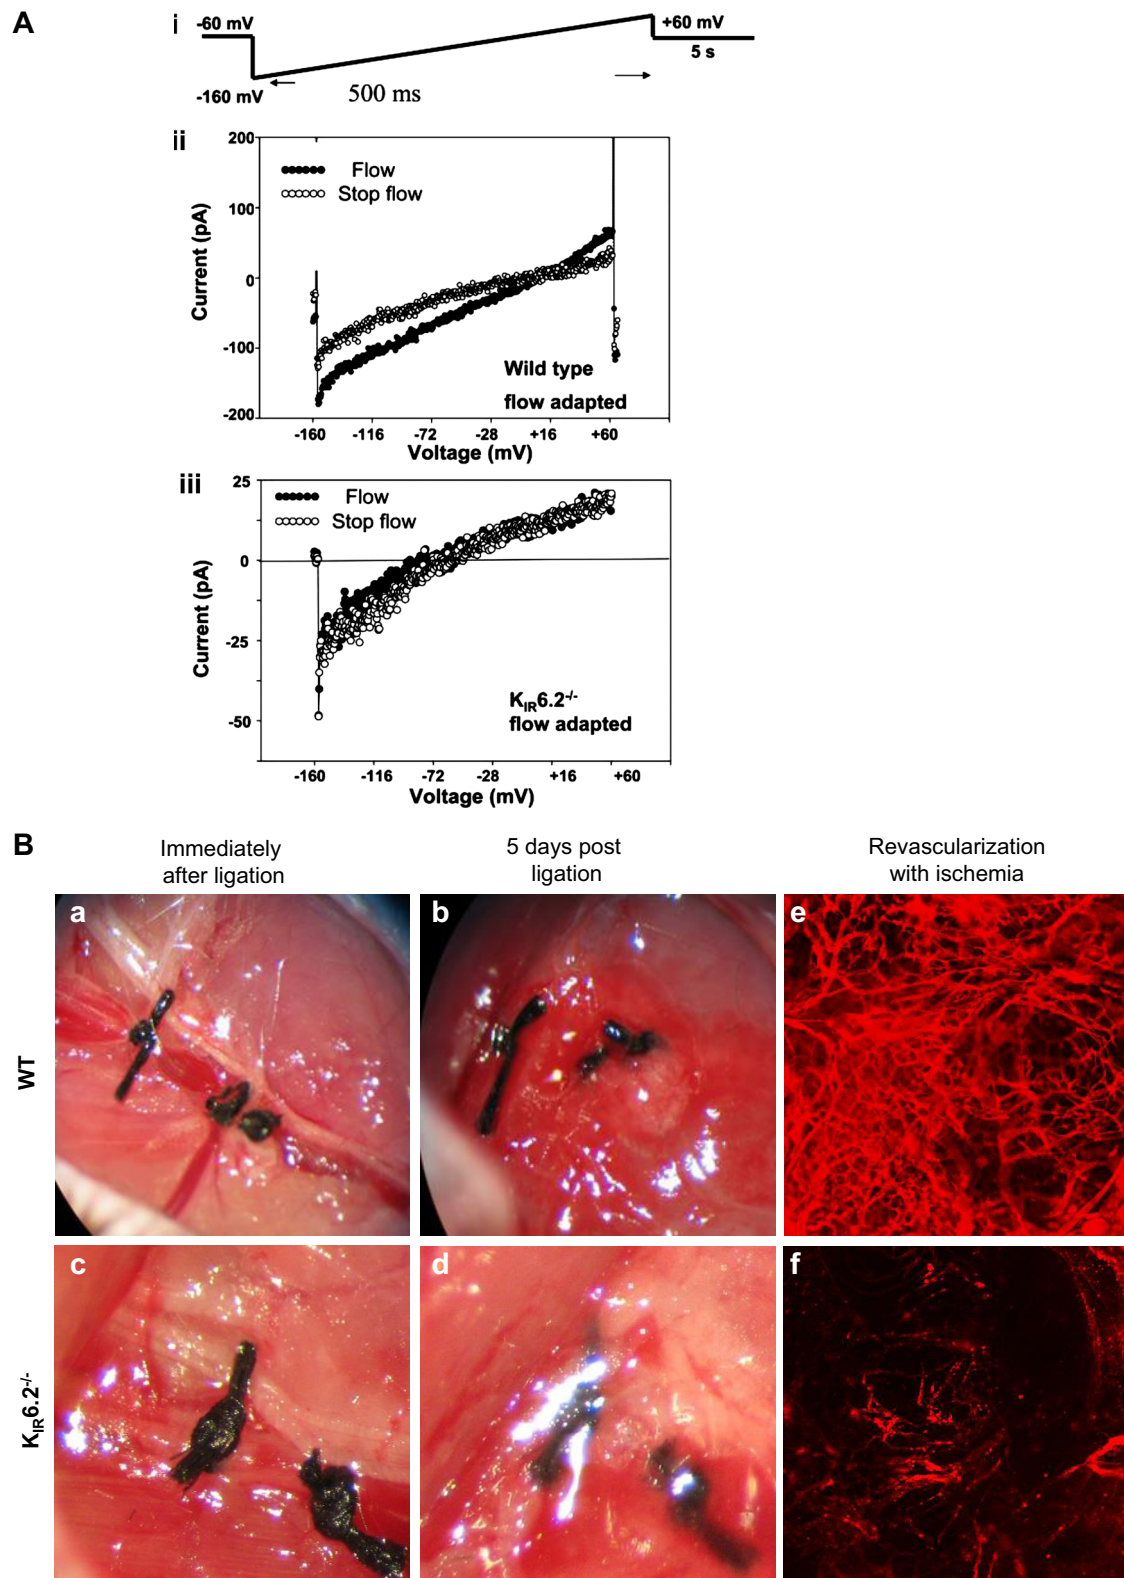 A
i
-60 mV
+60 mV
5 s
-160 mV
500 ms
ii
200
100
0
-100
-200
Current (pA)
Flow
Stop flow
Wild type
flow adapted
-160 -116 -72 -28 +16 +60
Voltage (mV)
iii
25
0
-25
-50
Current (pA)
Flow
Stop flow
KIR6.2-/-
flow adapted
-160 -116 -72 -28 +16 +60
Voltage (mV)
B
Immediately
after ligation
5 days post
ligation
Revascularization
with ischemia
WT
a
b
e
KIR6.2-/-
c
d
f